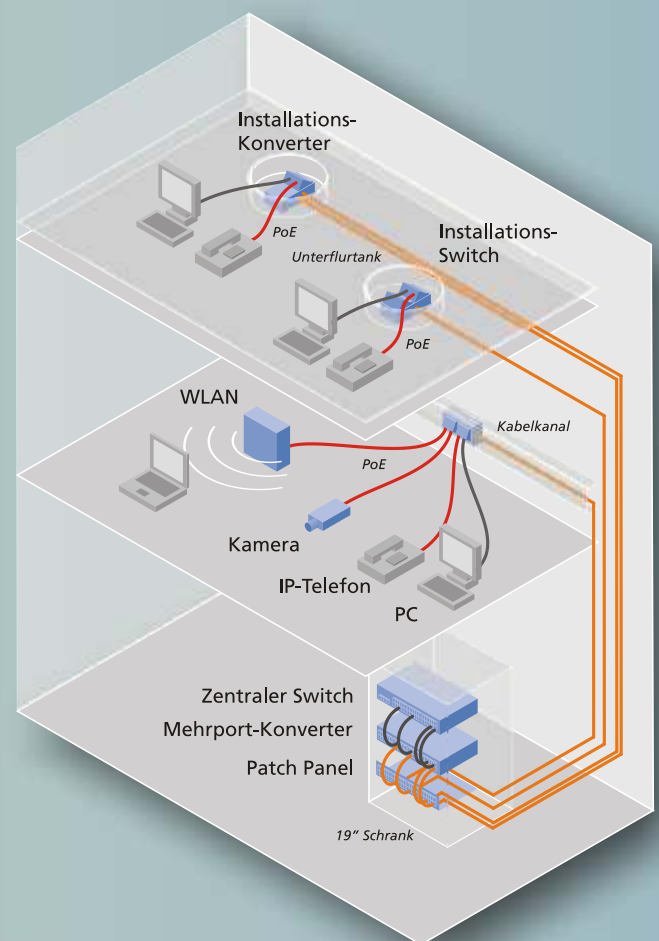 Installations-
Konverter
PoE
Unterflurtank
Installations-
Switch
PoE
WLAN
Kabelkanal
PoE
Kamera
IP-Telefon
PC
Zentraler Switch
Mehrport-Konverter
Patch Panel
19” Schrank